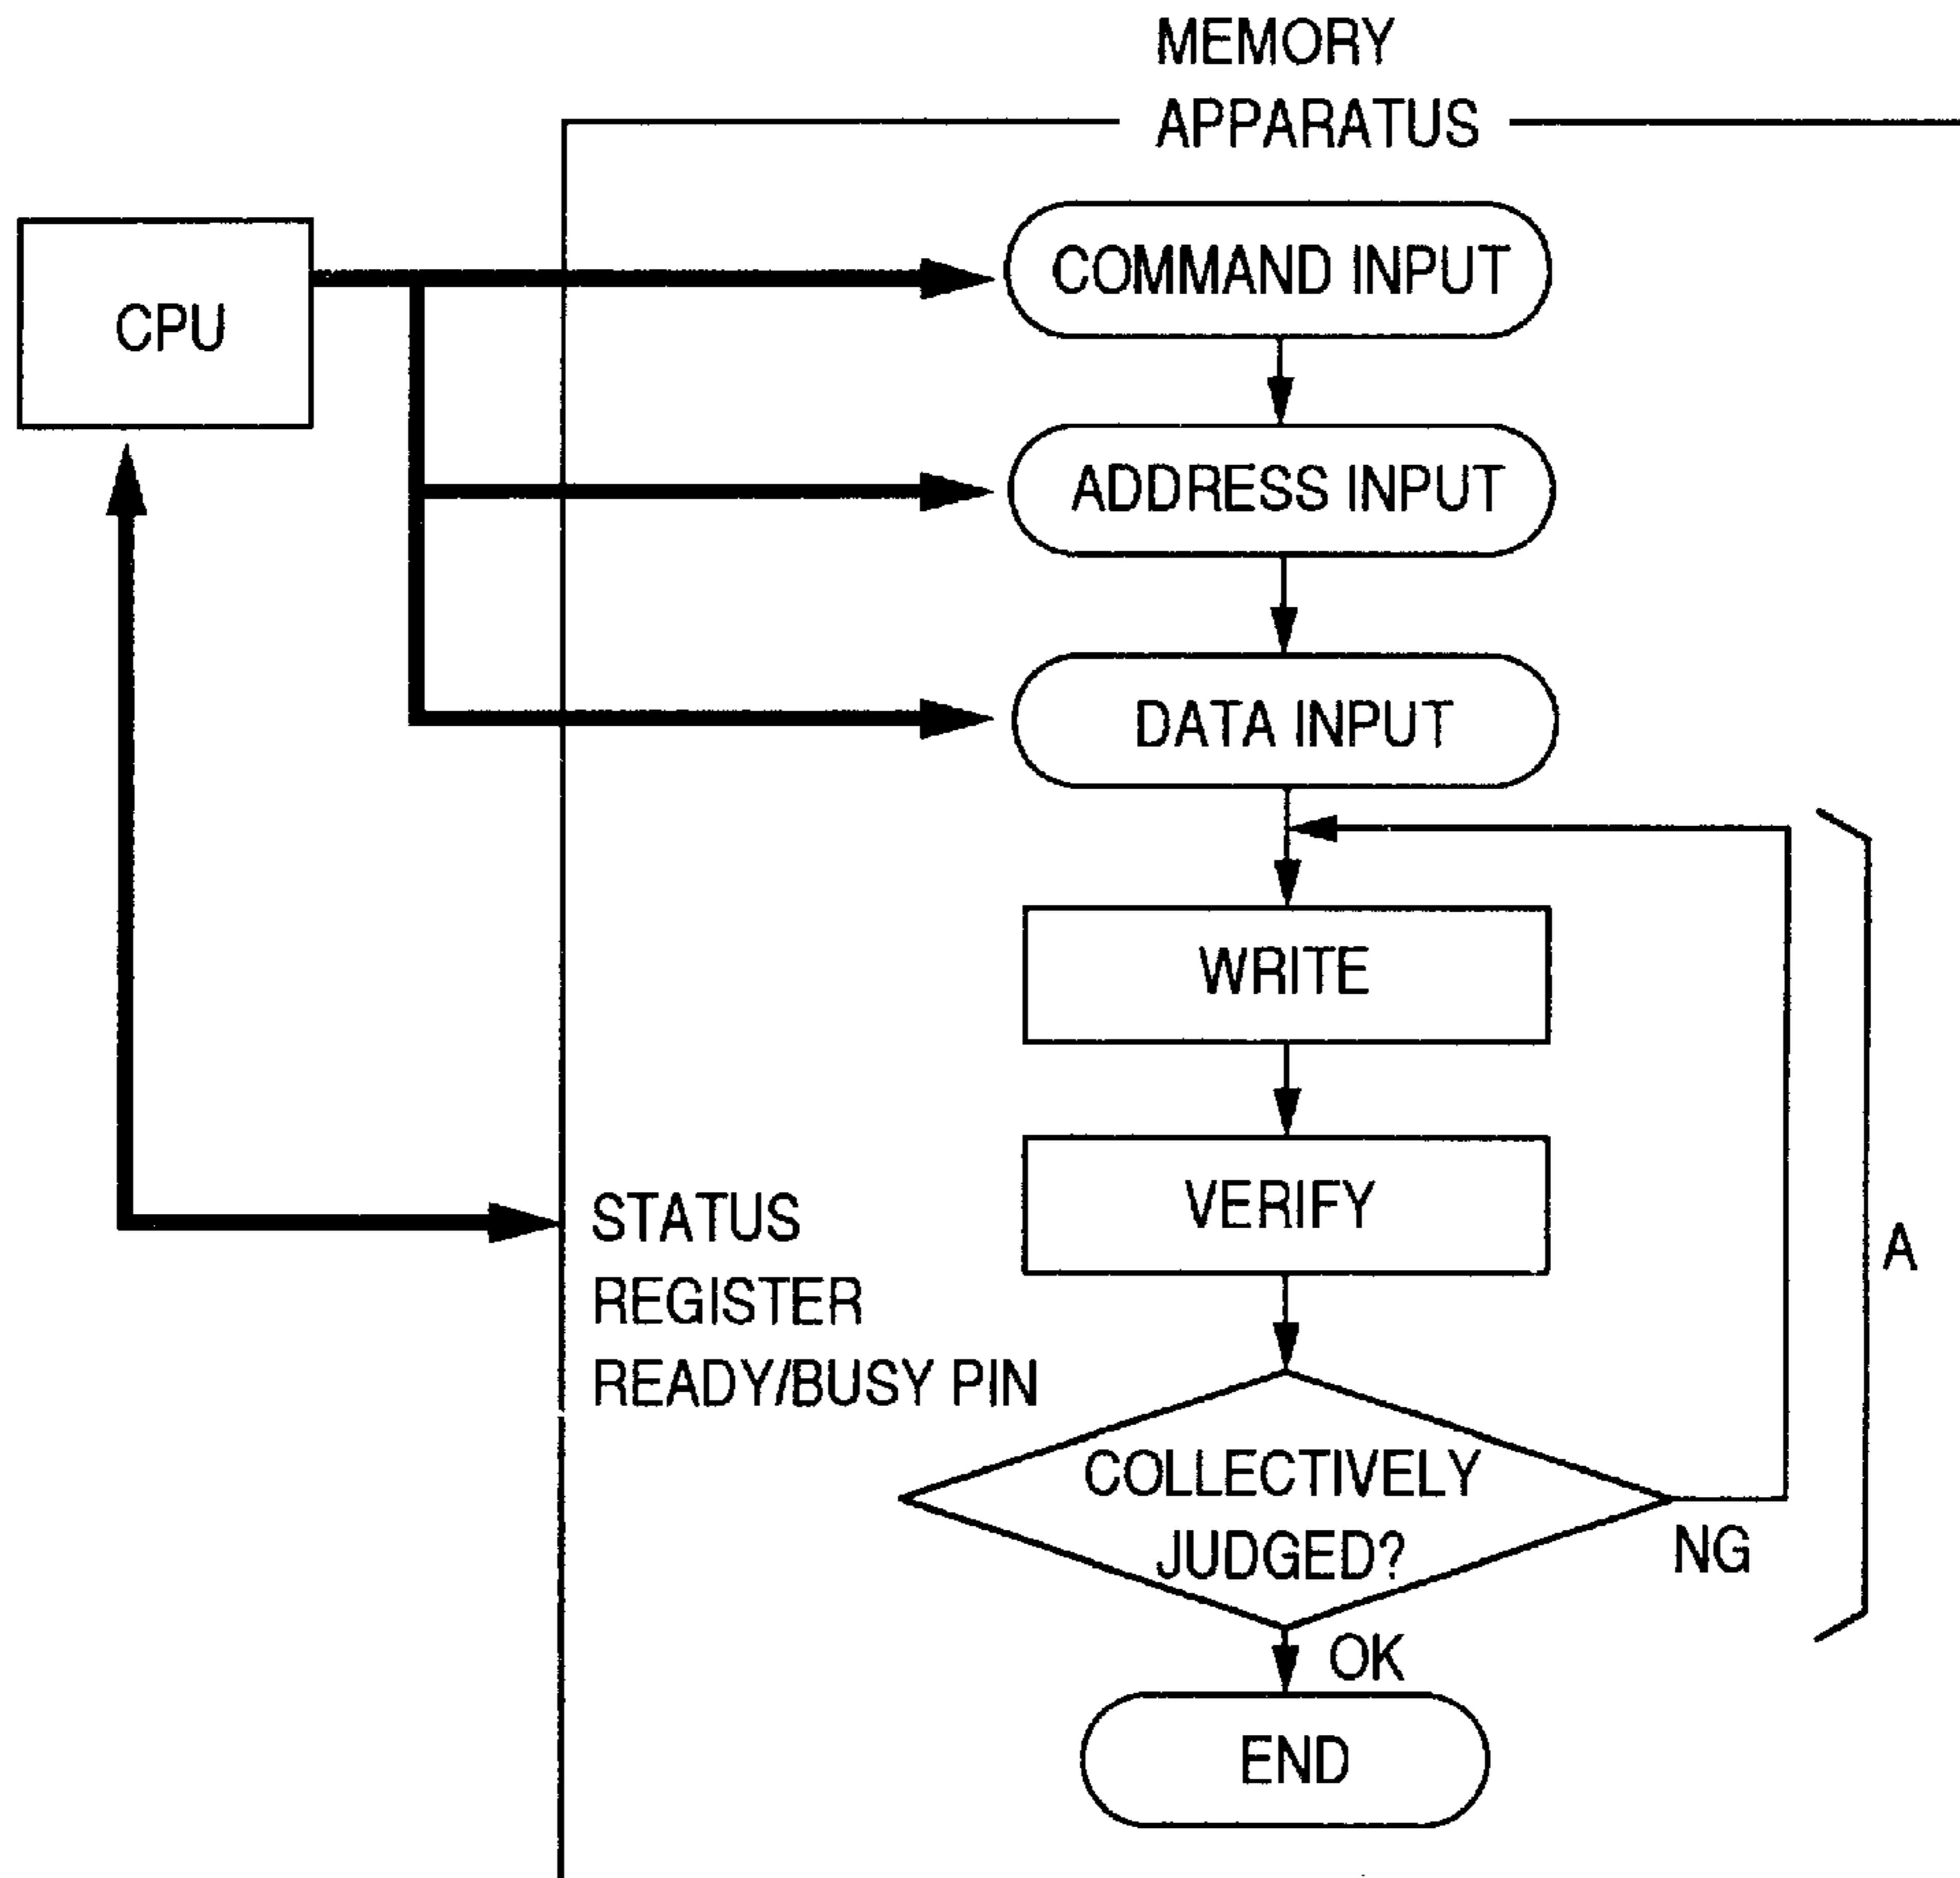 MEMORY
APPARATUS
CPU
COMMAND INPUT
ADDRESS INPUT
DATA INPUT
WRITE
VERIFY
STATUS
REGISTER
READY/BUSY PIN
A
COLLECTIVELY
JUDGED?
NG
OK
END